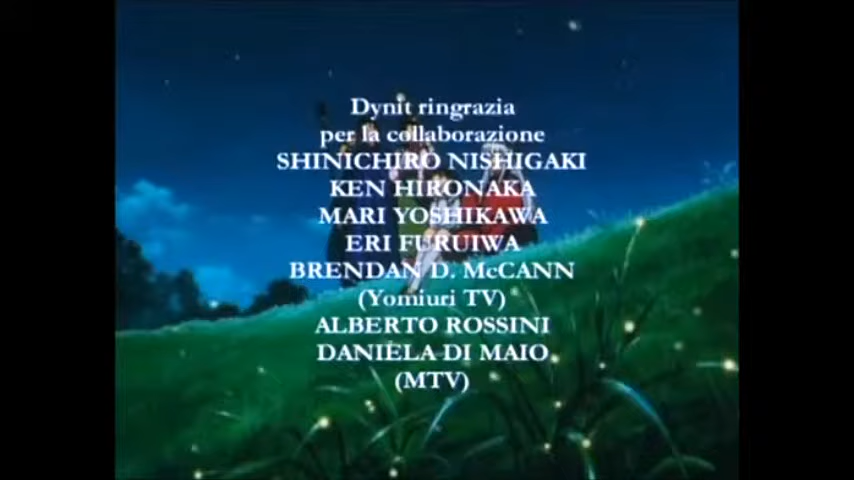 Dynit ringrazia
per la collaborazione
SHINICHIRO NISHIGAKI
KEN HIRONAKA
MARI YOSHIKAWA
ERI FURUIWA
BRENDAN D. McCANN
(Yomiuri TV)
ALBERTO ROSSINI
DANIELA DI MAIO
(MTV)